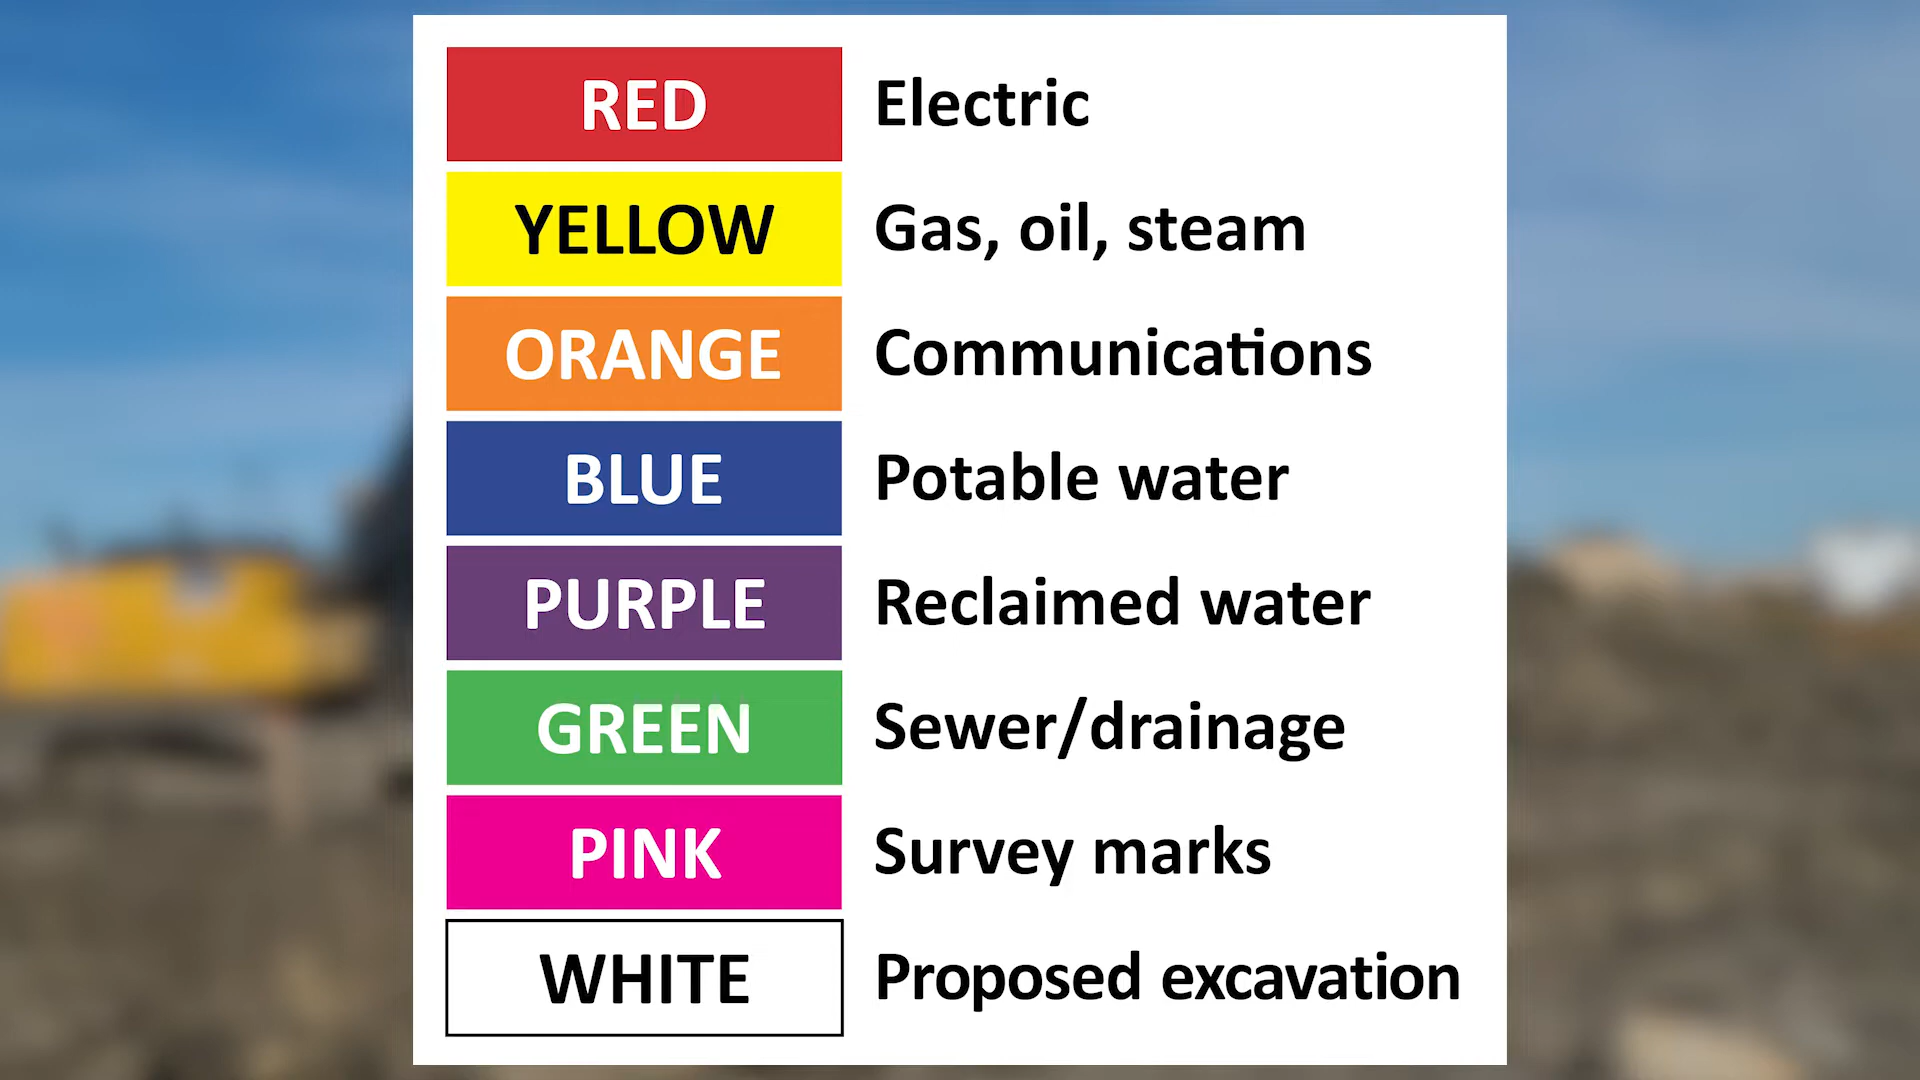 RED Electric
YELLOW Gas, oil, steam
ORANGE Communications
BLUE Potable water
PURPLE Reclaimed water
GREEN Sewer/drainage
PINK Survey marks
WHITE Proposed excavation